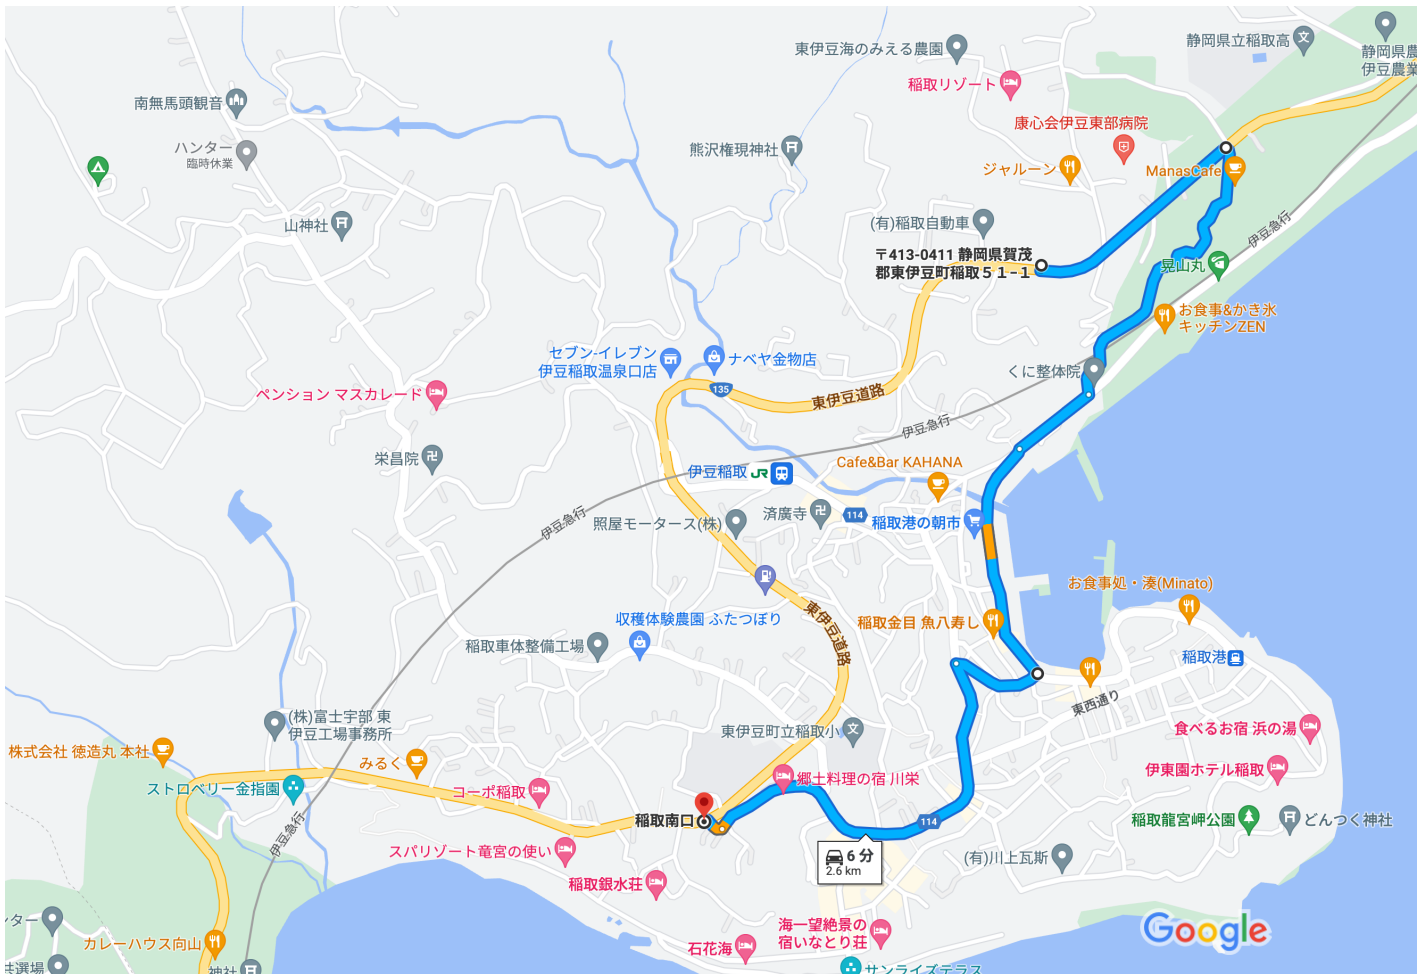 東伊豆海のみえる農園
静岡県立稲取高
静岡県農
伊豆農業
稲取リゾート
南無馬頭観音
康心会伊豆東部病院
ハンター
臨時休業
熊沢権現神社
ジャルーン
ManasCafe
山神社
(有)稲取自動車
伊豆急行
〒413-0411 静岡県賀茂
郡東伊豆町稲取５１−１
晃山丸
お食事&かき氷
キッチンZEN
セブン-イレブン
伊豆稲取温泉口店
ナベヤ金物店
くに整体院
ペンション マスカレード
135
東伊豆道路
伊豆急行
栄昌院
伊豆稲取
JR
Cafe&Bar KAHANA
伊豆急行
照屋モータース(株)
済廣寺
114
稲取港の朝市
お食事処・湊(Minato)
東伊豆道路
収穫体験農園 ふたつぼり
稲取金目 魚八寿し
稲取車体整備工場
稲取港
東西通り
(株)富士宇部 東
伊豆工場事務所
東伊豆町立稲取小
食べるお宿 浜の湯
株式会社 徳造丸 本社
みるく
ストロベリー金指園
コーポ稲取
郷土料理の宿 川栄
伊東園ホテル稲取
稲取南口
114
稲取龍宮岬公園
どんつく神社
伊豆急行
スパリゾート竜宮の使い
6 分
2.6 km
(有)川上瓦斯
稲取銀水荘
ンター
カレーハウス向山
海一望絶景の
宿いなとり荘
石花海
Google
共選場
神社
サンライズテラス